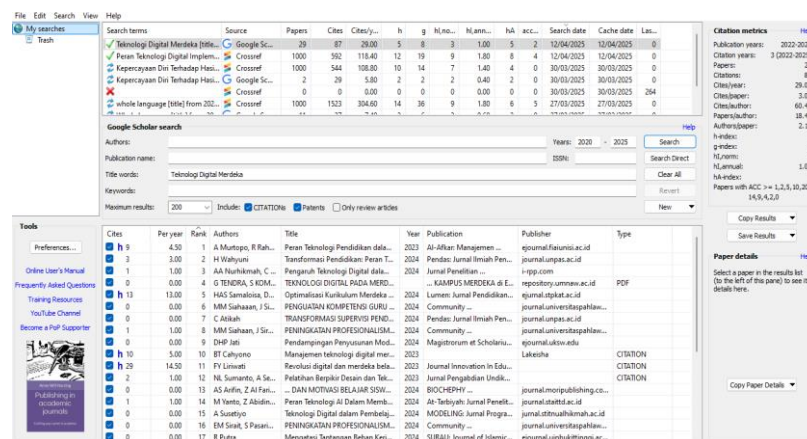 File Edit Search View Help
My searches
Trash
Search terms Source Papers Cites Cites/y... h g hI,no... hI,ann... hA acc... Search date Cache date Las...
Teknologi Digital Merdeka [title... Google Sc... 29 87 29.00 5 8 3 1.00 5 2 12/04/2025 12/04/2025 0
Peran Teknologi Digital Implem... Crossref 1000 592 118.40 12 19 9 1.80 8 4 12/04/2025 12/04/2025 0
Kepercayaan Diri Terhadap Hasi... Crossref 1000 544 108.80 10 14 7 1.40 4 0 30/03/2025 30/03/2025 0
Kepercayaan Diri Terhadap Hasi... Google Sc... 2 29 5.80 2 2 2 0.40 2 0 30/03/2025 30/03/2025 0
Crossref 0 0 0.00 0 0 0 0.00 0 0 30/03/2025 30/03/2025 264
whole language [title] from 202... Crossref 1000 1523 304.60 14 36 9 1.80 6 5 27/03/2025 27/03/2025 0
Google Scholar search Help
Authors: Years: 2020 - 2025 Search
Publication name: ISSN: Search Direct
Title words: Teknologi Digital Merdeka Clear All
Keywords: Revert
Maximum results: 200 Include: CITATIONs Patents Only review articles New
Cites Per year Rank Authors Title Year Publication Publisher Type
h 9 4.50 1 A Murtopo, R Rah... Peran Teknologi Pendidikan dala... 2023 Al-Afkar: Manajemen ... ejournal.fiaiunisi.ac.id
3 3.00 2 H Wahyuni Transformasi Pendidikan: Peran T... 2024 Pendas: Jurnal Ilmiah Pen... journal.unpas.ac.id
1 1.00 3 AA Nurhikmah, C ... Pengaruh Teknologi Digital dala... 2024 Jurnal Penelitian ... i-rpp.com
0 0.00 4 G TENDRA, S KOM... TEKNOLOGI DIGITAL PADA MERD... ... KAMPUS MERDEKA di E... repository.umnaw.ac.id PDF
h 13 13.00 5 HAS Samaloisa, D... Optimalisasi Kurikulum Merdeka ... 2024 Lumen: Jurnal Pendidikan... ejurnal.stpkat.ac.id
0 0.00 6 MM Siahaaan, J Si... PENGUATAN KOMPETENSI GURU ... 2024 Community ... journal.universitaspahlaw...
0 0.00 7 C Atikah TRANSFORMASI SUPERVISI PEND... 2024 Pendas: Jurnal Ilmiah Pen... journal.unpas.ac.id
1 1.00 8 MM Siahaan, J Sir... PENINGKATAN PROFESIONALISM... 2024 Community ... journal.universitaspahlaw...
0 0.00 9 DHP Jati Pendampingan Penyusunan Mod... 2024 Magistrorum et Scholariu... ejournal.uksw.edu
h 10 5.00 10 BT Cahyono Manajemen teknologi digital mer... 2023 Lakeisha CITATION
h 29 14.50 11 FY Liriwati Revolusi digital dan merdeka bela... 2023 Journal Innovation In Edu... CITATION
2 1.00 12 NL Sumanto, A Se... Pelatihan Berpikir Desain dan Tek... 2023 Jurnal Pengabdian Undik... CITATION
0 0.00 13 AS Arifin, Z Al Fari... ... DAN MOTIVASI BELAJAR SISW... 2024 BIOCHEPHY ... journal.moripublishing.co...
1 1.00 14 M Yanto, Z Abidin... Peran Teknologi AI Dalam Memb... 2024 At-Tarbiyah: Jurnal Penelit... journal.staittd.ac.id
0 0.00 15 A Susetiyo Teknologi Digital dalam Pembelaj... 2024 MODELING: Jurnal Progra... jurnal.stitnualhikmah.ac.id
0 0.00 16 EM Sirait, S Pasari... PENINGKATAN PROFESIONALISM... 2024 Community ... journal.universitaspahlaw...
0 0.00 17 R Putra Mengatasi Tantangan Beban Kerj... 2024
Tools
Preferences...
Online User's Manual
Frequently Asked Questions
Training Resources
YouTube Channel
Become a PoP Supporter
Publishing in
academic
journals
Citation metrics
Publication years: 2022-202
Citation years: 3 (2022-2025
Papers:
Citations:
Cites/year: 29.0
Cites/paper: 3.0
Cites/author: 60.4
Papers/author: 18.4
Authors/paper: 2.
h-index:
g-index:
hI,norm:
hI,annual: 1.0
hA-index:
Papers with ACC >= 1,2,5,10,20
14,9,4,2,0
Copy Results
Save Results
Paper details
Select a paper in the results list
(to the left of this pane) to see it
details here.
Copy Paper Details